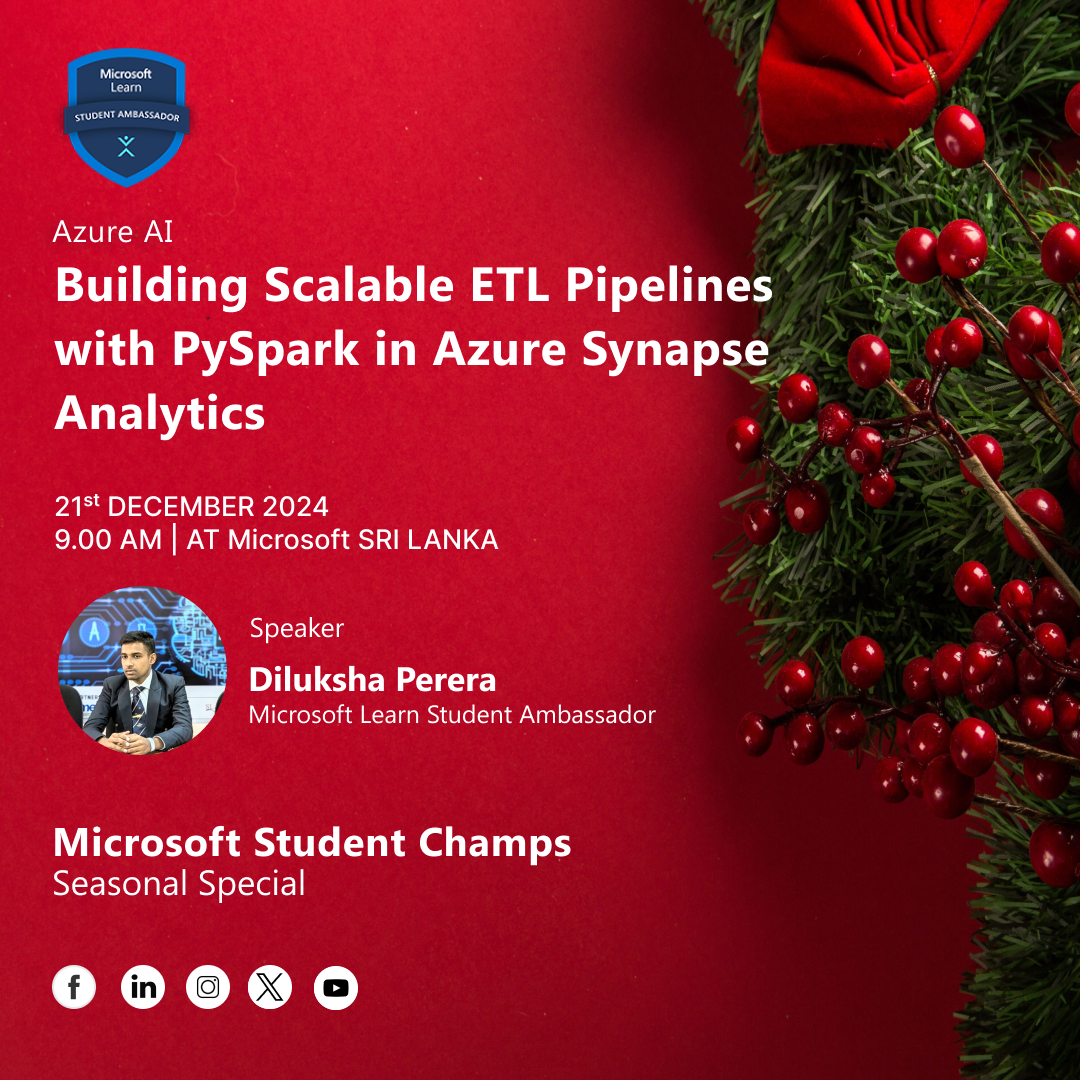 Microsoft
Learn
STUDENT AMBASSADOR
Azure AI
Building Scalable ETL Pipelines
with PySpark in Azure Synapse
Analytics
21st DECEMBER 2024
9.00 AM | AT Microsoft SRI LANKA
Speaker
Diluksha Perera
Microsoft Learn Student Ambassador
Microsoft Student Champs
Seasonal Special